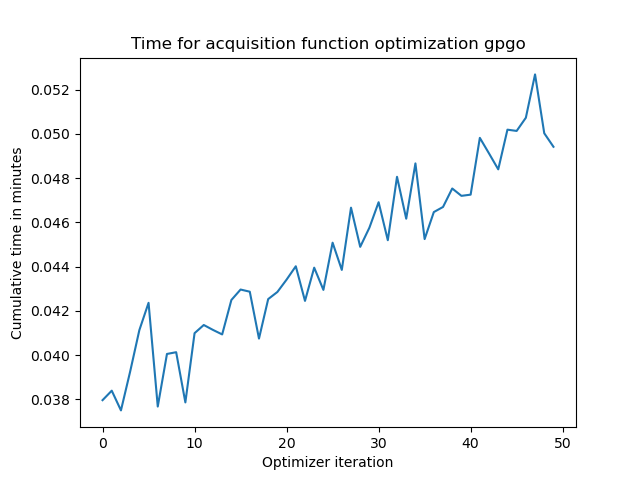 Time for acquisition function optimization gpgo
Cumulative time in minutes
0.052
0.050
0.048
0.046
0.044
0.042
0.040
0.038
0 10 20 30 40 50
Optimizer iteration